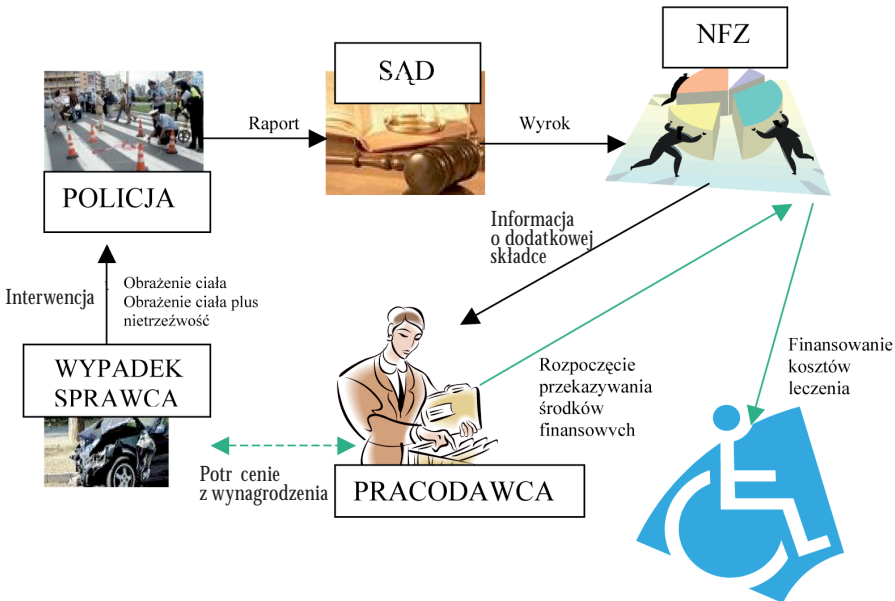 NFZ
SĄD
Raport
Wyrok
POLICJA
Informacja
o dodatkowej
składce
Interwencja
Obrażenie ciała
Obrażenie ciała plus
nietrzeźwość
WYPADEK
SPRAWCA
Rozpoczęcie
przekazywania
środków
finansowych
Finansowanie
kosztów
leczenia
Potr cenie
z wynagrodzenia
PRACODAWCA